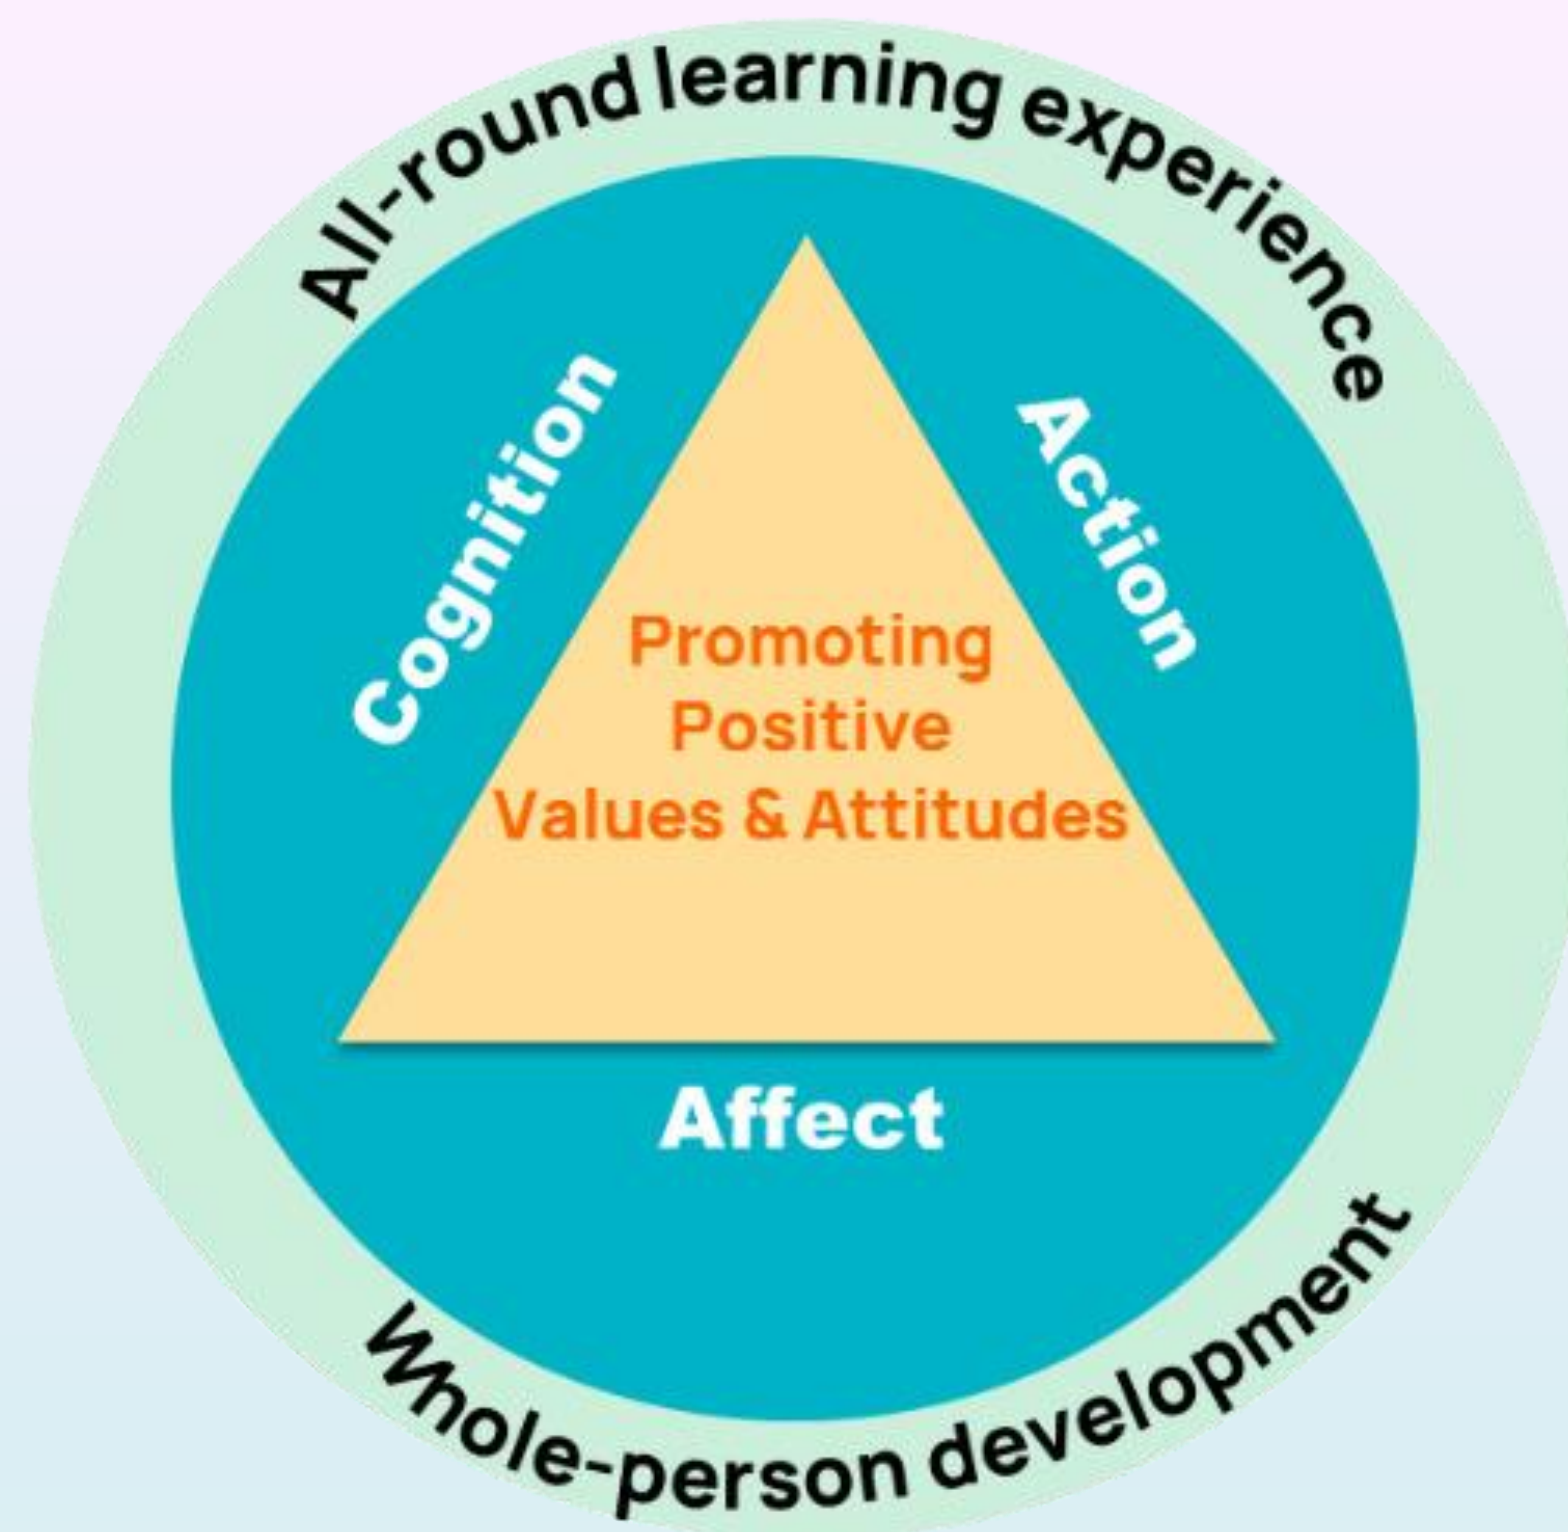 All-round learning experience
Cognition
Action
Promoting
Positive
Values & Attitudes
Affect
Whole-person development